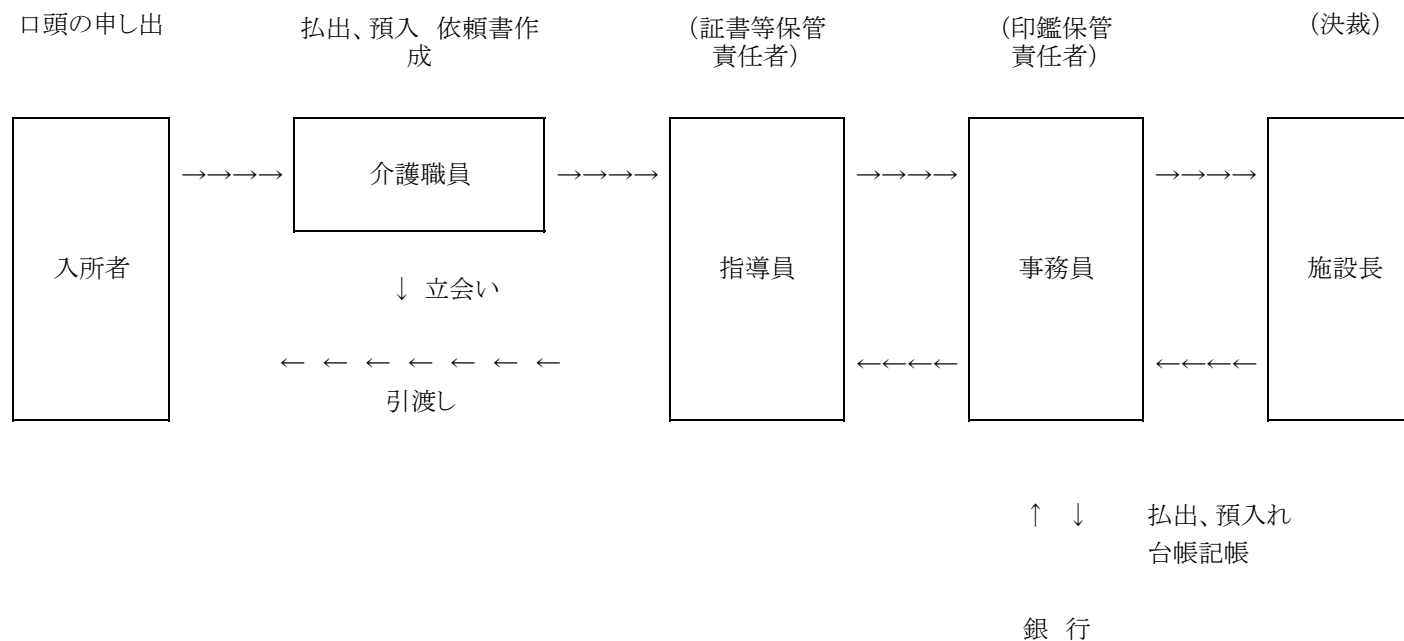 口頭の申し出
払出、預入 依頼書作
成
（証書等保管
責任者）
（印鑑保管
責任者）
（決裁）
入所者
→→→→
介護職員
→→→→
指導員
→→→→
事務員
→→→→
施設長
↓ 立会い
← ← ← ← ← ← ←
引渡し
←←←←
←←←←
↑ ↓ 払出、預入れ
台帳記帳
銀 行